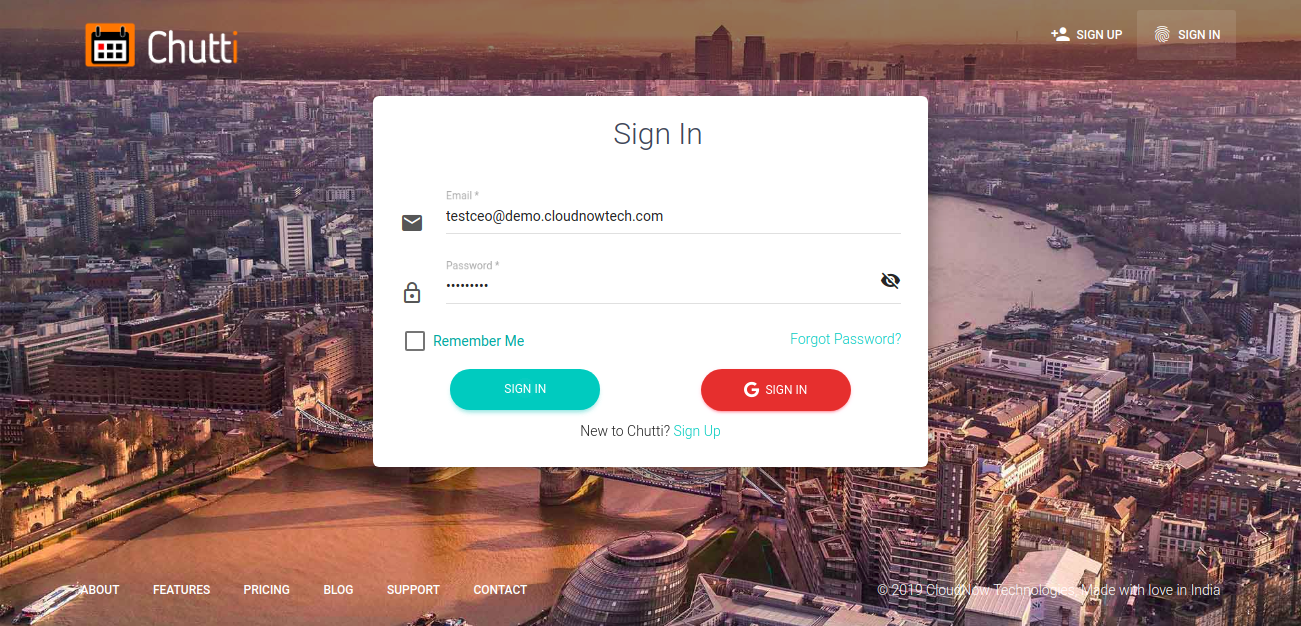 Chutti
SIGN UP
SIGN IN
Sign In
Email *
testceo@demo.cloudnowtech.com
Password *
•••••••••
Remember Me
Forgot Password?
SIGN IN
G SIGN IN
New to Chutti? Sign Up
ABOUT
FEATURES
PRICING
BLOG
SUPPORT
CONTACT
© 2019 CloudNow Technologies, Made with love in India